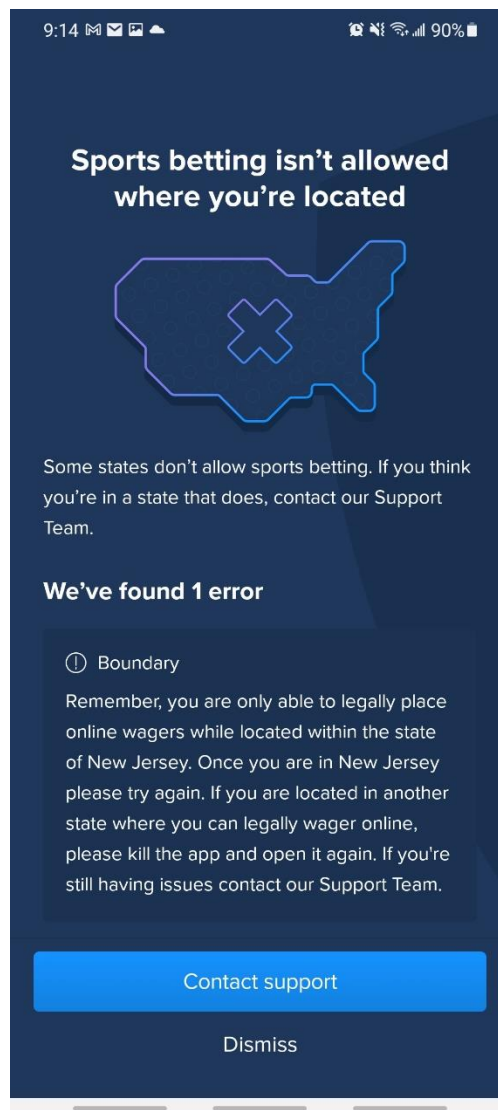 9:14 90%
Sports betting isn’t allowed
where you’re located
Some states don’t allow sports betting. If you think
you’re in a state that does, contact our Support
Team.
We’ve found 1 error
Boundary
Remember, you are only able to legally place
online wagers while located within the state
of New Jersey. Once you are in New Jersey
please try again. If you are located in another
state where you can legally wager online,
please kill the app and open it again. If you're
still having issues contact our Support Team.
Contact support
Dismiss